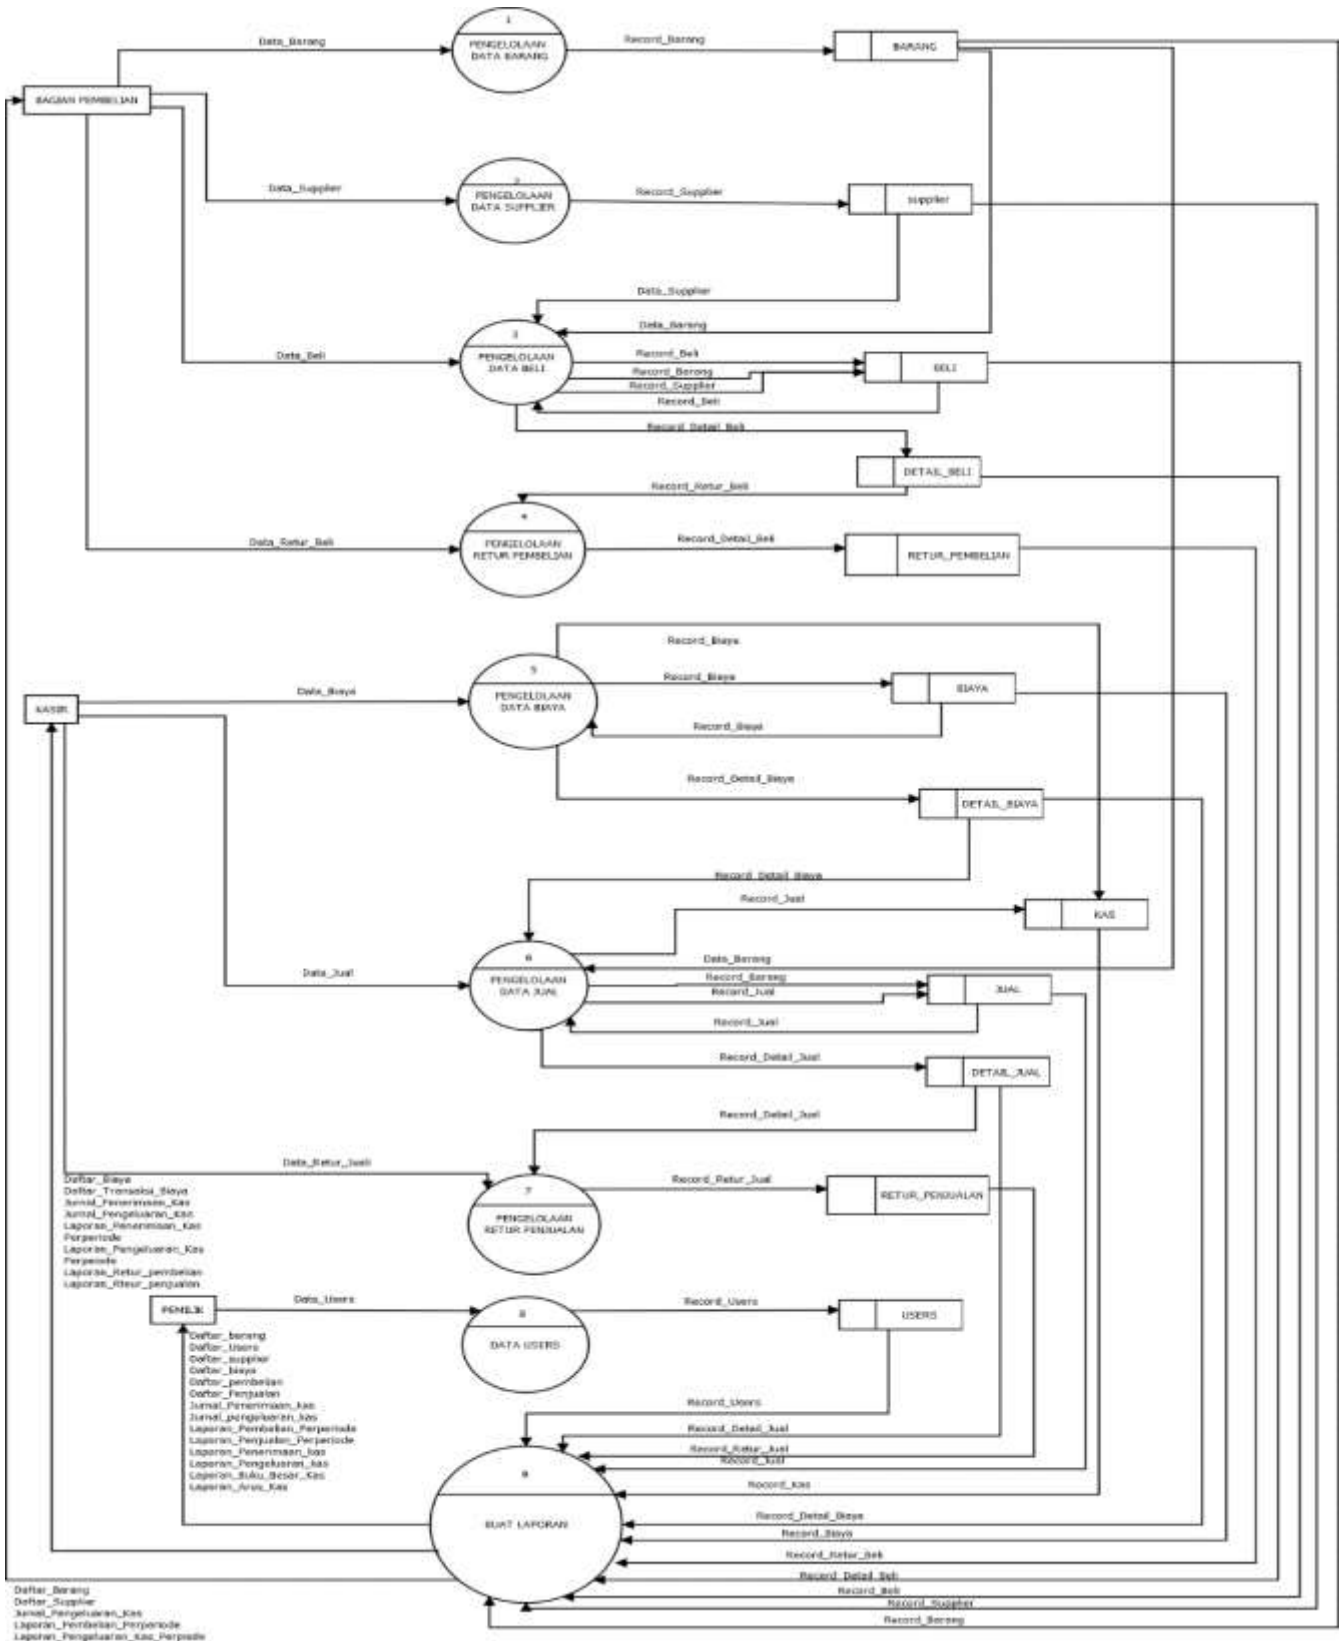 1
Data_Barang
Record_Barang
PENGELOLAAN
DATA BARANG
BARANG
BAGIAN PEMBELIAN
2
Data_Supplier
Record_Supplier
PENGELOLAAN
DATA SUPPLIER
supplier
Data_Supplier
Data_Barang
3
Data_Beli
PENGELOLAAN
DATA BELI
Record_Beli
Record_Barang
Record_Supplier
Record_Beli
BELI
Record_Detail_Beli
DETAIL_BELI
Record_Retur_Beli
4
Data_Retur_Beli
PENGELOLAAN
RETUR PEMBELIAN
Record_Detail_Beli
RETUR_PEMBELIAN
Record_Biaya
5
Data_Biaya
Record_Biaya
BIAYA
KASIR
PENGELOLAAN
DATA BIAYA
Record_Biaya
Record_Detail_Biaya
DETAIL_BIAYA
Record_Detail_Biaya
Record_Jual
KAS
6
Data_Barang
Data_Jual
PENGELOLAAN
DATA JUAL
Record_Barang
Record_Jual
JUAL
Record_Jual
Record_Detail_Jual
DETAIL_JUAL
Record_Detail_Jual
Data_Retur_Juali
Record_Retur_Jual
7
PENGELOLAAN
RETUR PENJUALAN
RETUR_PENJUALAN
Daftar_Biaya
Daftar_Transaksi_Biaya
Jurnal_Penerimaan_Kas
Jurnal_Pengeluaran_Kas
Laporan_Penerimaan_Kas
Perperiode
Laporan_Pengeluaran_Kas
Perperiode
Laporan_Retur_pembelian
Laporan_Rteur_penjualan
PEMILIK
Data_Users
8
DATA USERS
Record_Users
USERS
Daftar_barang
Daftar_Users
Daftar_supplier
Daftar_biaya
Daftar_pembelian
Daftar_Penjualan
Jurnal_Penerimaan_kas
Jurnal_pengeluaran_kas
Laporan_Pembelian_Perperiode
Laporan_Penjualan_Perperiode
Laporan_Penerimaan_kas
Laporan_Pengeluaran_kas
Laporan_Buku_Besar_Kas
Laporan_Arus_Kas
Record_Users
Record_Detail_Jual
Record_Retur_Jual
Record_Jual
9
BUAT LAPORAN
Record_Kas
Record_Detail_Biaya
Record_Biaya
Record_Retur_Beli
Record_Detail_Beli
Record_Beli
Record_Supplier
Record_Barang
Daftar_Barang
Daftar_Supplier
Jurnal_Pengeluaran_Kas
Laporan_Pembelian_Perperiode
Laporan_Pengeluaran_Kas_Perpiode